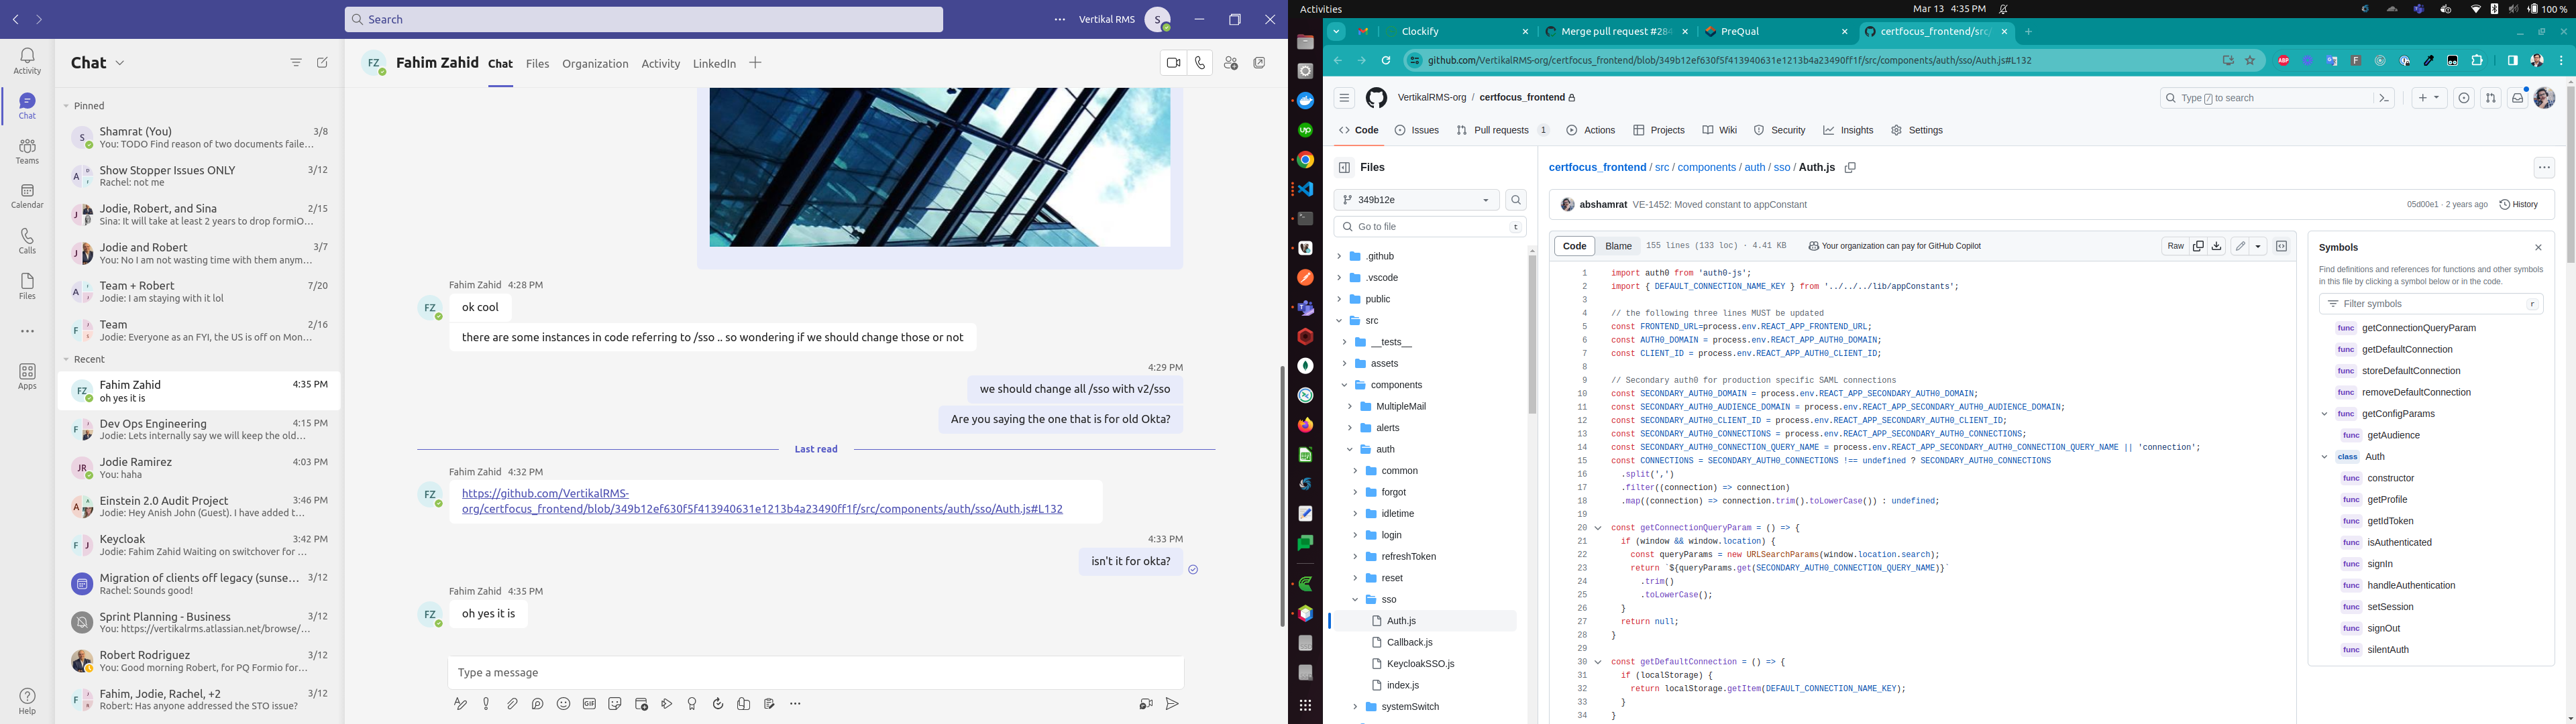 Search
Vertikal RMS
S
Activity
Chat
Teams
Calendar
Calls
Files
Apps
Help
Chat
Pinned
Shamrat (You) 3/8
You: TODO Find reason of two documents faile...
Show Stopper Issues ONLY 3/12
Rachel: not me
Jodie, Robert, and Sina 2/15
Sina: It will take at least 2 years to drop formiO...
Jodie and Robert 3/7
You: No I am not wasting time with them anym...
Team + Robert 7/20
Jodie: I am staying with it lol
Team 2/16
Jodie: Everyone as an FYI, the US is off on Mon...
Recent
FZ Fahim Zahid 4:35 PM
oh yes it is
Dev Ops Engineering 4:15 PM
Jodie: Lets internally say we will keep the old...
JR Jodie Ramirez 4:03 PM
You: haha
Einstein 2.0 Audit Project 3:46 PM
Jodie: Hey Anish John (Guest). I have added t...
Keycloak 3:42 PM
Jodie: Fahim Zahid Waiting on switchover for ...
Migration of clients off legacy (sunse... 3/12
Rachel: Sounds good!
Sprint Planning - Business 3/12
You: https://vertikalrms.atlassian.net/browse/...
Robert Rodriguez 3/12
You: Good morning Robert, for PQ Formio for...
Fahim, Jodie, Rachel, +2 3/12
Robert: Has anyone addressed the STO issue?
FZ Fahim Zahid Chat Files Organization Activity LinkedIn
Fahim Zahid 4:28 PM
FZ ok cool
there are some instances in code referring to /sso .. so wondering if we should change those or not
4:29 PM
we should change all /sso with v2/sso
Are you saying the one that is for old Okta?
Last read
Fahim Zahid 4:32 PM
FZ https://github.com/VertikalRMS-
org/certfocus_frontend/blob/349b12ef630f5f413940631e1213b4a23490ff1f/src/components/auth/sso/Auth.js#L132
4:33 PM
isn't it for okta?
Fahim Zahid 4:35 PM
FZ oh yes it is
Type a message
Activities
Mar 13 4:35 PM
100 %
Clockify
Merge pull request #284
PreQual
certfocus_frontend/src/
github.com/VertikalRMS-org/certfocus_frontend/blob/349b12ef630f5f413940631e1213b4a23490ff1f/src/components/auth/sso/Auth.js#L132
VertikalRMS-org / certfocus_frontend
Type / to search
Code Issues Pull requests 1 Actions Projects Wiki Security Insights Settings
Files
349b12e
Go to file t
.github
.vscode
public
src
__tests__
assets
components
MultipleMail
alerts
auth
common
forgot
idletime
login
refreshToken
reset
sso
Auth.js
Callback.js
KeycloakSSO.js
index.js
systemSwitch
certfocus_frontend / src / components / auth / sso / Auth.js
abshamrat VE-1452: Moved constant to appConstant
05d00e1 · 2 years ago History
Code Blame 155 lines (133 loc) · 4.41 KB Your organization can pay for GitHub Copilot
Raw
1 import auth0 from 'auth0-js';
2 import { DEFAULT_CONNECTION_NAME_KEY } from '../../../lib/appConstants';
3
4 // the following three lines MUST be updated
5 const FRONTEND_URL=process.env.REACT_APP_FRONTEND_URL;
6 const AUTH0_DOMAIN = process.env.REACT_APP_AUTH0_DOMAIN;
7 const CLIENT_ID = process.env.REACT_APP_AUTH0_CLIENT_ID;
8
9 // Secondary auth0 for production specific SAML connections
10 const SECONDARY_AUTH0_DOMAIN = process.env.REACT_APP_SECONDARY_AUTH0_DOMAIN;
11 const SECONDARY_AUTH0_AUDIENCE_DOMAIN = process.env.REACT_APP_SECONDARY_AUTH0_AUDIENCE_DOMAIN;
12 const SECONDARY_AUTH0_CLIENT_ID = process.env.REACT_APP_SECONDARY_AUTH0_CLIENT_ID;
13 const SECONDARY_AUTH0_CONNECTIONS = process.env.REACT_APP_SECONDARY_AUTH0_CONNECTIONS;
14 const SECONDARY_AUTH0_CONNECTION_QUERY_NAME = process.env.REACT_APP_SECONDARY_AUTH0_CONNECTION_QUERY_NAME || 'connection';
15 const CONNECTIONS = SECONDARY_AUTH0_CONNECTIONS !== undefined ? SECONDARY_AUTH0_CONNECTIONS
16 .split(',')
17 .filter((connection) => connection)
18 .map((connection) => connection.trim().toLowerCase()) : undefined;
19
20 const getConnectionQueryParam = () => {
21 if (window && window.location) {
22 const queryParams = new URLSearchParams(window.location.search);
23 return `${queryParams.get(SECONDARY_AUTH0_CONNECTION_QUERY_NAME)}`
24 .trim()
25 .toLowerCase();
26 }
27 return null;
28 }
29
30 const getDefaultConnection = () => {
31 if (localStorage) {
32 return localStorage.getItem(DEFAULT_CONNECTION_NAME_KEY);
33 }
34 }
Symbols
Find definitions and references for functions and other symbols
in this file by clicking a symbol below or in the code.
Filter symbols r
func getConnectionQueryParam
func getDefaultConnection
func storeDefaultConnection
func removeDefaultConnection
func getConfigParams
func getAudience
class Auth
func constructor
func getProfile
func getIdToken
func isAuthenticated
func signIn
func handleAuthentication
func setSession
func signOut
func silentAuth